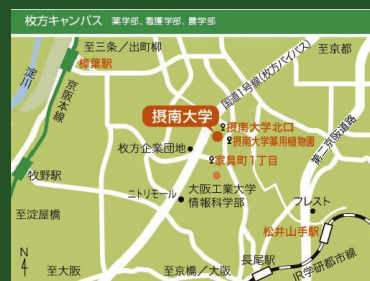 枚方キャンパス 薬学部、看護学部、農学部
至三条／出町柳
国道1号線(枚方バイパス)
至京都
淀川
樟葉駅
京阪本線
摂南大学
摂南大学北口
摂南大学薬用植物園
第二京阪道路
枚方企業団地
家具町1丁目
牧野駅
ニトリモール
大阪工業大学
情報科学部
フレスト
至淀屋橋
松井山手駅
N
4
長尾駅
至大阪
至京橋／大阪
JR学研都市線